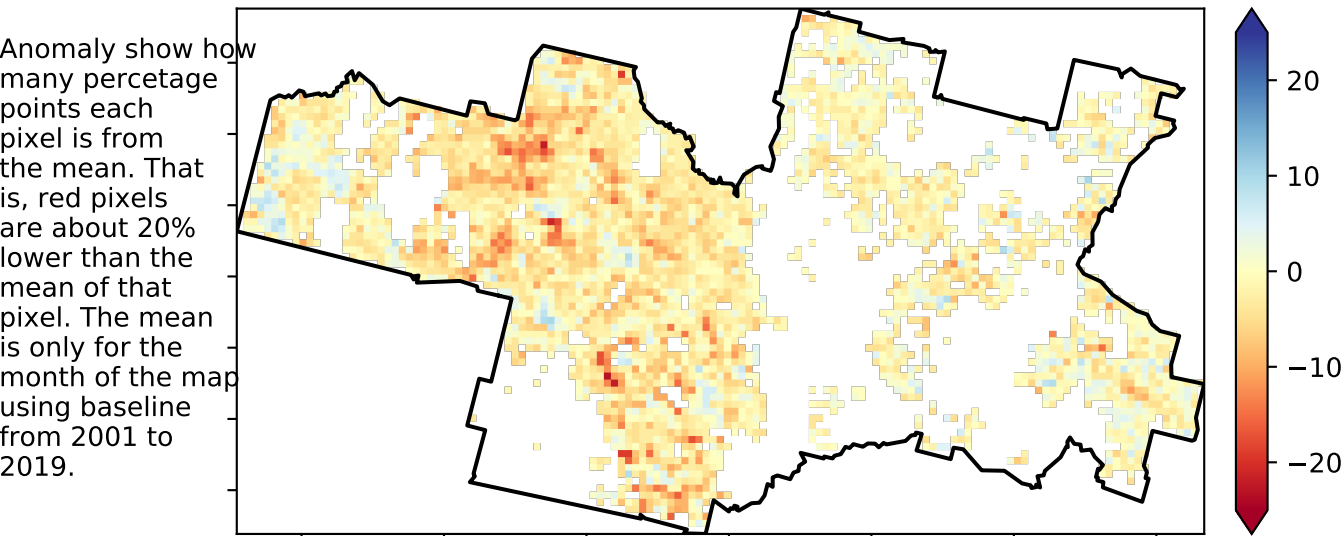 Anomaly show how
many percetage
points each
pixel is from
the mean. That
is, red pixels
are about 20%
lower than the
mean of that
pixel. The mean
is only for the
month of the map
using baseline
from 2001 to
2019.
20
10
0
−10
−20